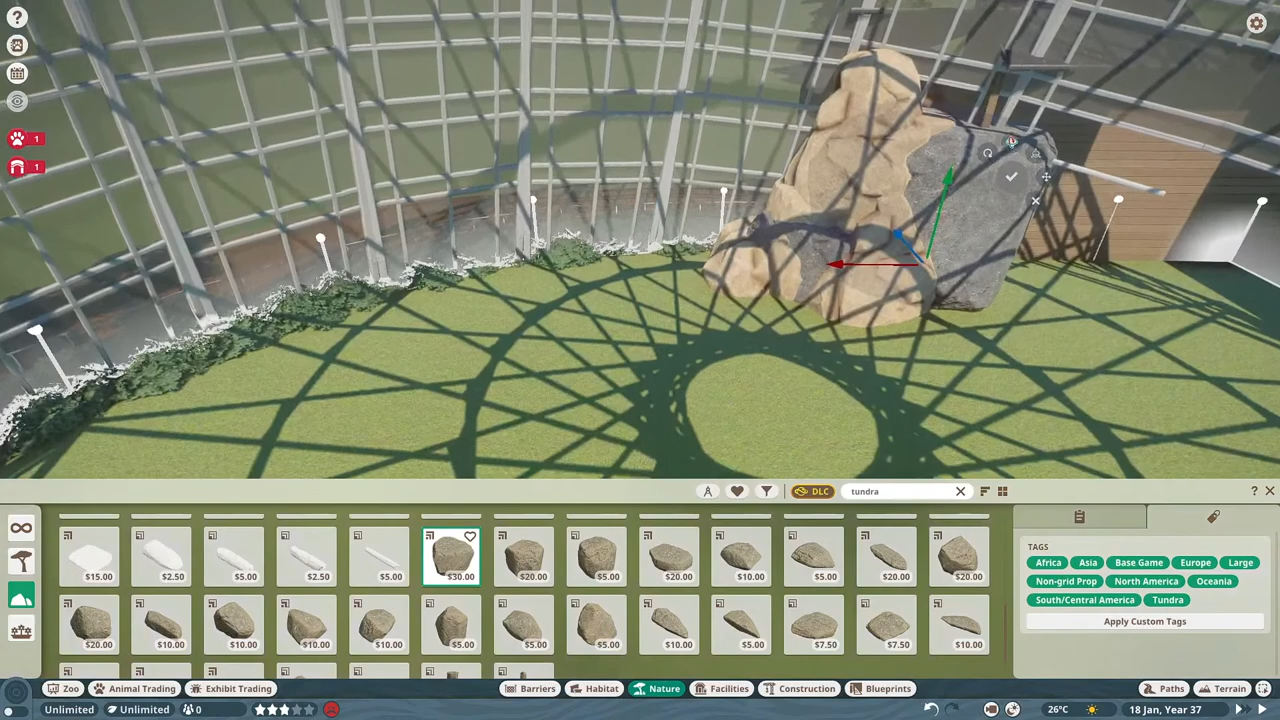 ?
1
1
DLC
tundra
?
$15.00 $2.50 $5.00 $2.50 $5.00 $30.00 $20.00 $5.00 $20.00 $10.00 $5.00 $20.00 $20.00
$20.00 $10.00 $10.00 $10.00 $10.00 $5.00 $5.00 $5.00 $10.00 $5.00 $7.50 $7.50 $10.00
TAGS
Africa Asia Base Game Europe Large
Non-grid Prop North America Oceania
South/Central America Tundra
Apply Custom Tags
Zoo Animal Trading Exhibit Trading Barriers Habitat Nature Facilities Construction Blueprints Paths Terrain
Unlimited Unlimited 0 26°C 18 Jan, Year 37